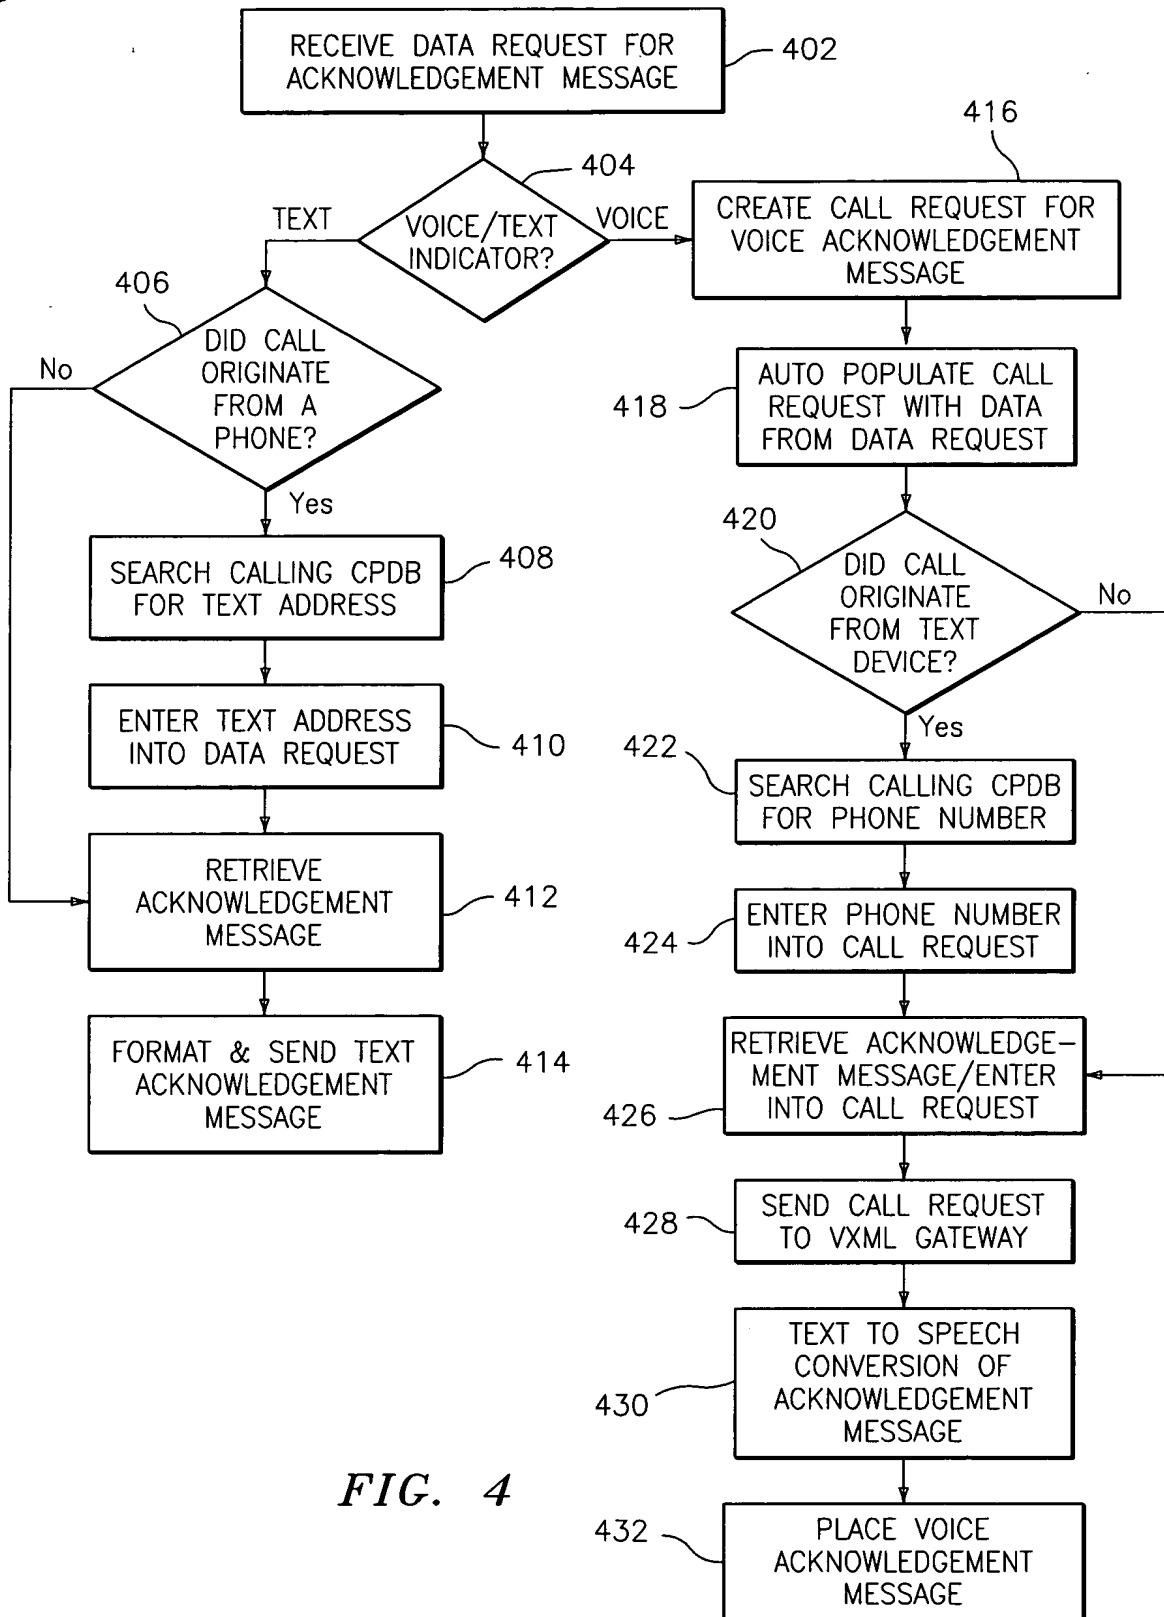 RECEIVE DATA REQUEST FOR
ACKNOWLEDGEMENT MESSAGE
402
404
VOICE/TEXT
INDICATOR?
TEXT
VOICE
406
DID CALL
ORIGINATE
FROM A
PHONE?
No
Yes
SEARCH CALLING CPDB
FOR TEXT ADDRESS
408
ENTER TEXT ADDRESS
INTO DATA REQUEST
410
RETRIEVE
ACKNOWLEDGEMENT
MESSAGE
412
FORMAT & SEND TEXT
ACKNOWLEDGEMENT
MESSAGE
414
416
CREATE CALL REQUEST FOR
VOICE ACKNOWLEDGEMENT
MESSAGE
418
AUTO POPULATE CALL
REQUEST WITH DATA
FROM DATA REQUEST
420
DID CALL
ORIGINATE
FROM TEXT
DEVICE?
No
Yes
422
SEARCH CALLING CPDB
FOR PHONE NUMBER
424
ENTER PHONE NUMBER
INTO CALL REQUEST
426
RETRIEVE ACKNOWLEDGE-
MENT MESSAGE/ENTER
INTO CALL REQUEST
428
SEND CALL REQUEST
TO VXML GATEWAY
430
TEXT TO SPEECH
CONVERSION OF
ACKNOWLEDGEMENT
MESSAGE
432
PLACE VOICE
ACKNOWLEDGEMENT
MESSAGE
FIG. 4